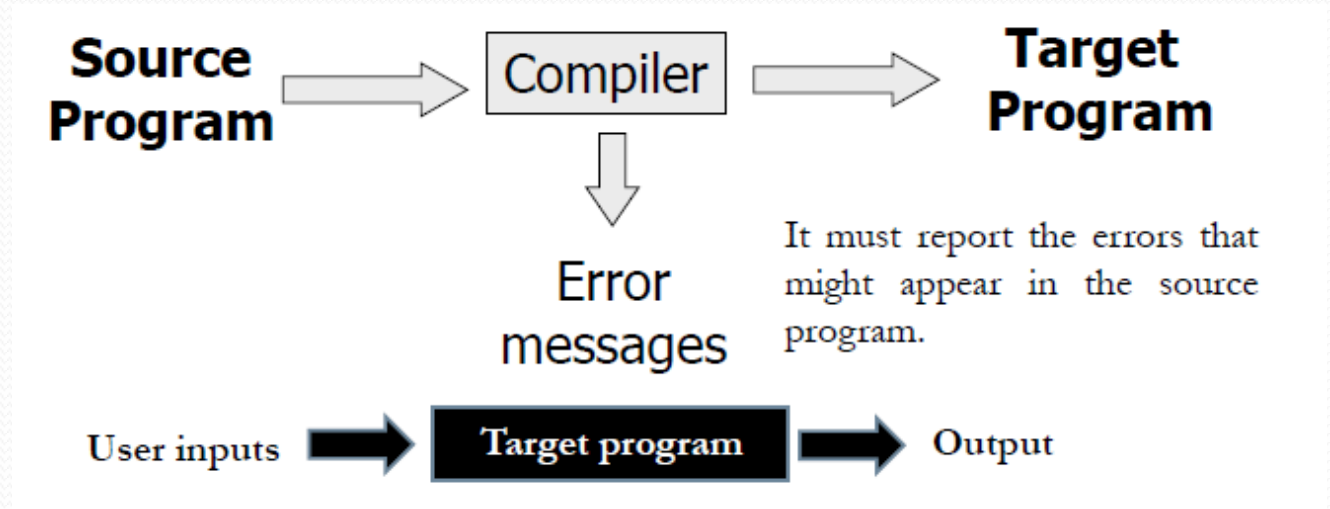 Source
Program
Compiler
Target
Program
Error
messages
It must report the errors that
might appear in the source
program.
User inputs
Target program
Output